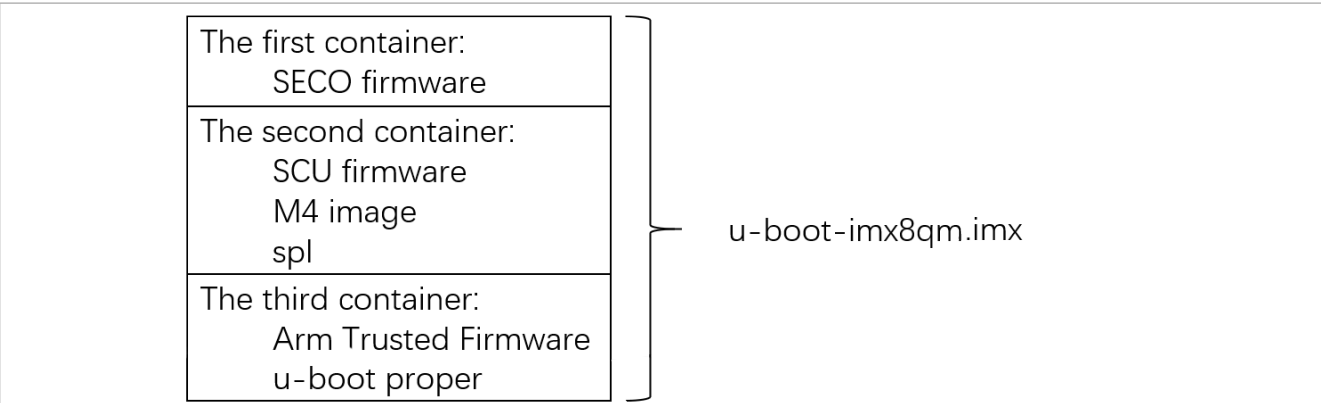 The first container:
SECO firmware
The second container:
SCU firmware
M4 image
spl
The third container:
Arm Trusted Firmware
u-boot proper
u-boot-imx8qm.imx